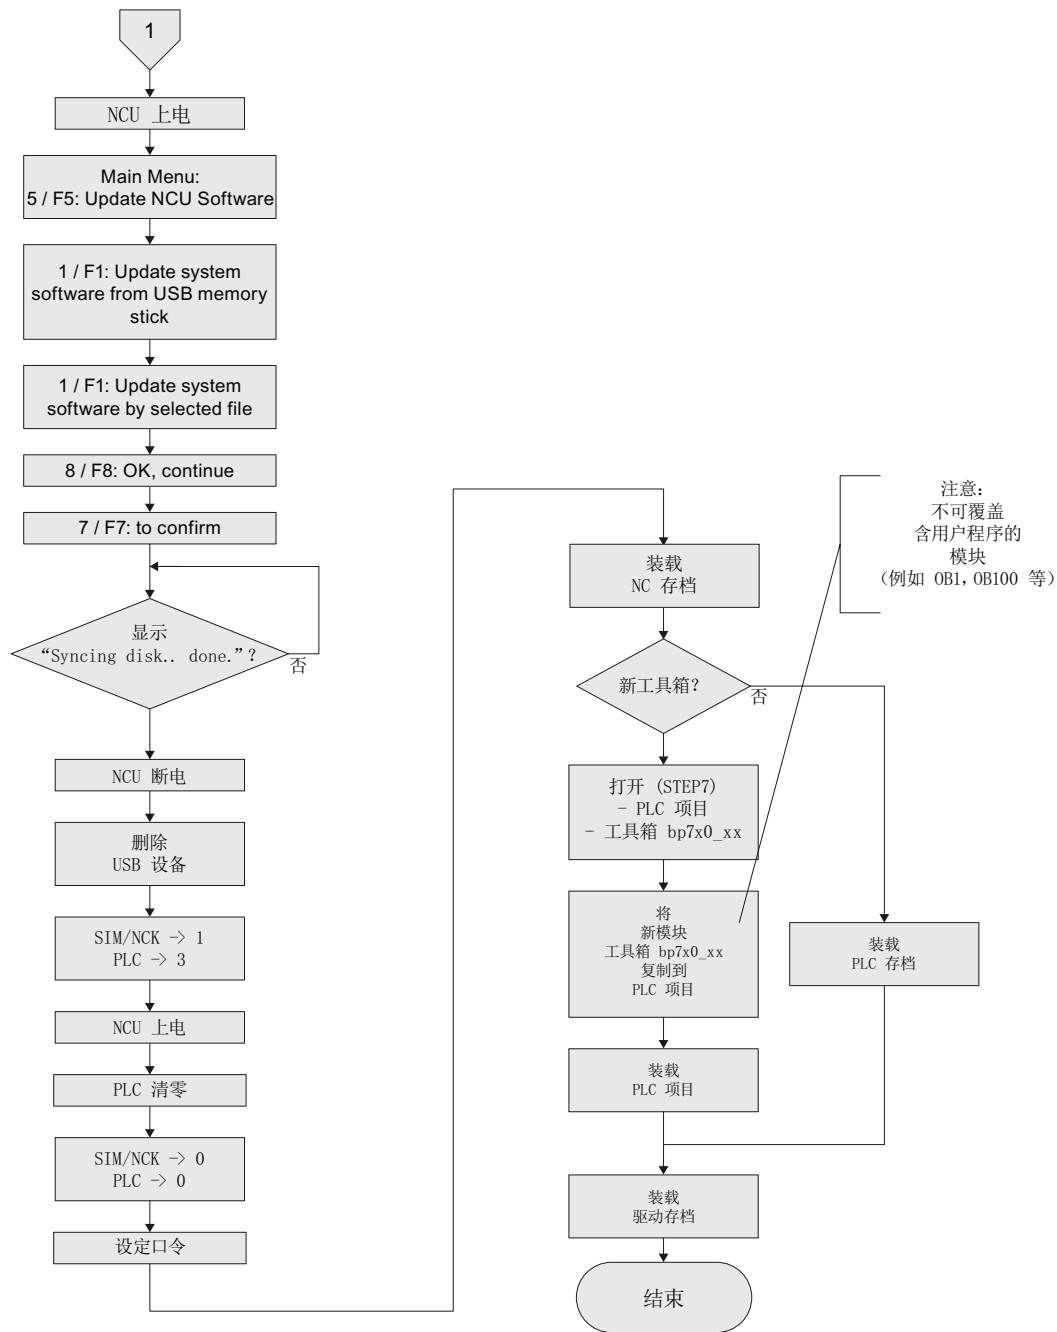 1
NCU 上电
Main Menu:
5 / F5: Update NCU Software
1 / F1: Update system
software from USB memory
stick
1 / F1: Update system
software by selected file
8 / F8: OK, continue
7 / F7: to confirm
显示
“Syncing disk.. done.”?
否
NCU 断电
删除
USB 设备
SIM/NCK -> 1
PLC -> 3
NCU 上电
PLC 清零
SIM/NCK -> 0
PLC -> 0
设定口令
装载
NC 存档
新工具箱?
否
打开 (STEP7)
- PLC 项目
- 工具箱 bp7x0_xx
将
新模块
工具箱 bp7x0_xx
复制到
PLC 项目
装载
PLC 项目
装载
PLC 存档
装载
驱动存档
结束
注意:
不可覆盖
含用户程序的
模块
(例如 OB1, OB100 等)